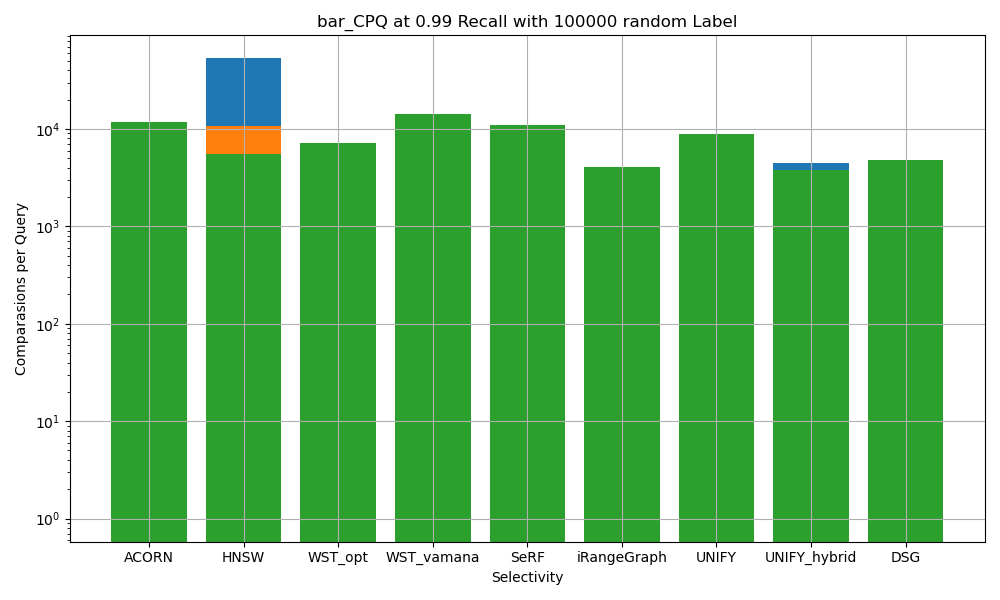 bar_CPQ at 0.99 Recall with 100000 random Label
Comparasions per Query
10^4
10^3
10^2
10^1
10^0
ACORN HNSW WST_opt WST_vamana SeRF iRangeGraph UNIFY UNIFY_hybrid DSG
Selectivity